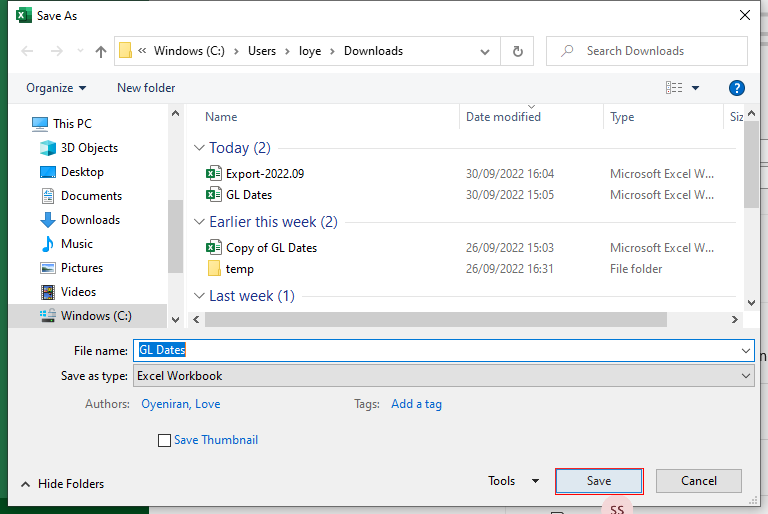 Save As
« Windows (C:) > Users > loye > Downloads
Search Downloads
Organize
New folder
?
This PC
3D Objects
Desktop
Documents
Downloads
Music
Pictures
Videos
Windows (C:)
Name Date modified Type Siz
Today (2)
Export-2022.09 30/09/2022 16:04 Microsoft Excel W...
GL Dates 30/09/2022 15:05 Microsoft Excel W...
Earlier this week (2)
Copy of GL Dates 26/09/2022 15:03 Microsoft Excel W...
temp 26/09/2022 16:31 File folder
Last week (1)
File name: GL Dates
Save as type: Excel Workbook
Authors: Oyeniran, Love
Tags: Add a tag
Save Thumbnail
Hide Folders
Tools
Save
Cancel
SS